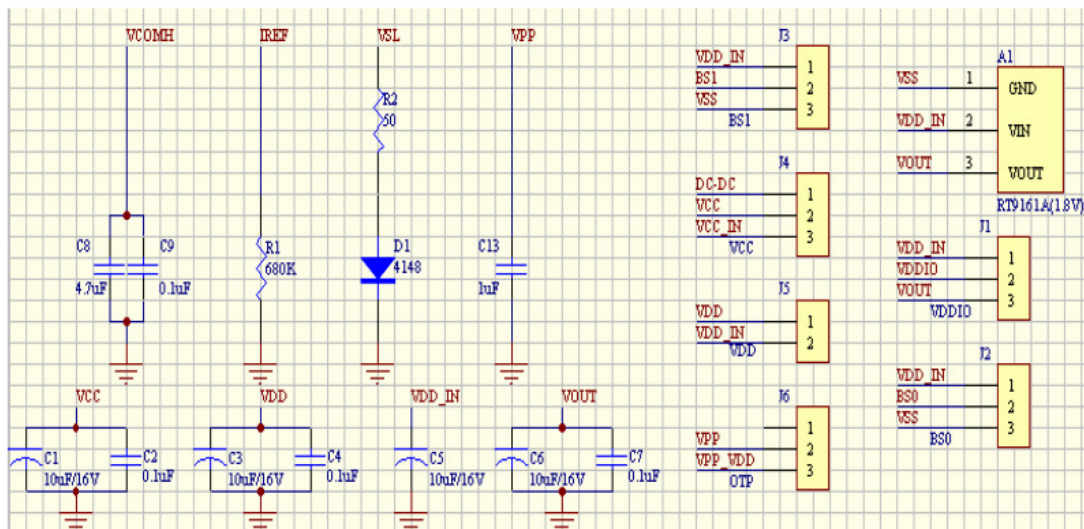 VCOMH IREF VSL VPP
C8 4.7uF
C9 0.1uF
R1 680K
R2 50
D1 4148
C13 1uF
VCC VDD VDD_IN VOUT
C1 10uF/16V
C2 0.1uF
C3 10uF/16V
C4 0.1uF
C5 10uF/16V
C6 10uF/16V
C7 0.1uF
J3
VDD_IN 1
BS1 2
VSS 3
BS1
J4
DC-DC 1
VCC 2
VCC_IN 3
VCC
J5
VDD 1
VDD_IN 2
VDD
J6
1
VPP 2
VPP_VDD 3
OTP
A1
VSS 1 GND
VDD_IN 2 VIN
VOUT 3 VOUT
RT9161A(1.8V)
J1
VDD_IN 1
VDDIO 2
VOUT 3
VDDIO
J2
VDD_IN 1
BS0 2
VSS 3
BS0